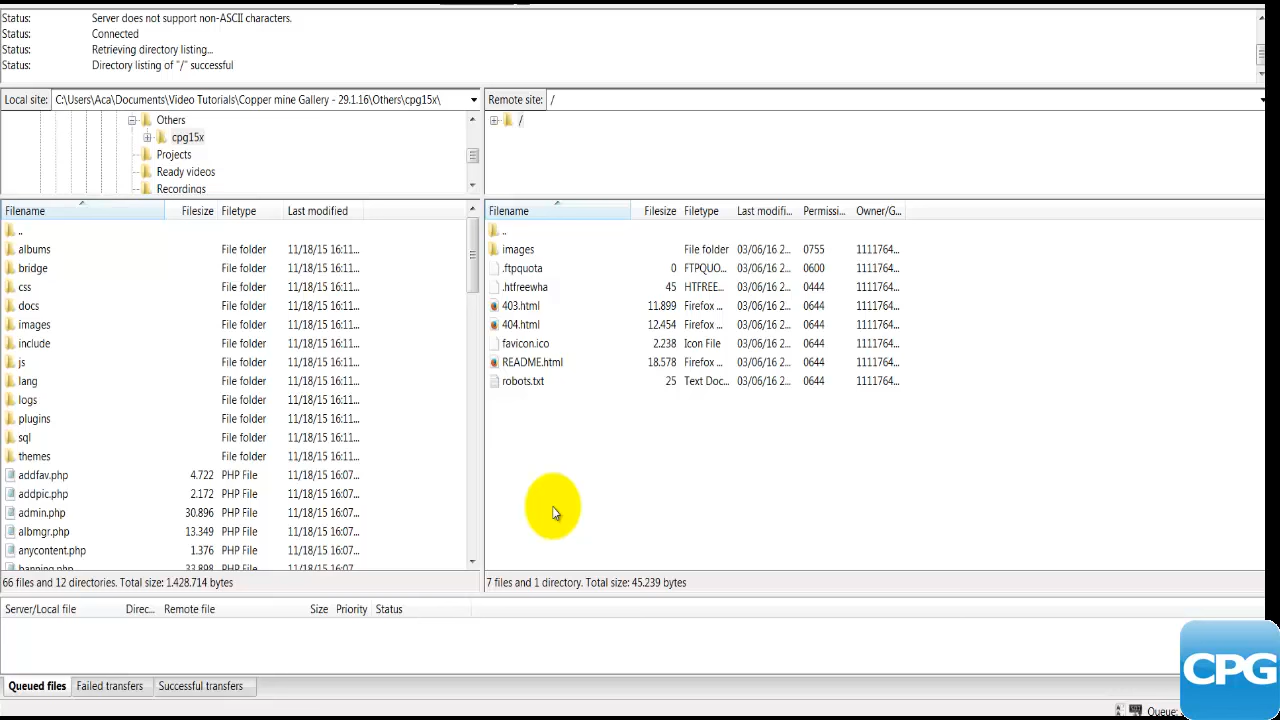 Status: Server does not support non-ASCII characters.
Status: Connected
Status: Retrieving directory listing...
Status: Directory listing of "/" successful
Local site: C:\Users\Aca\Documents\Video Tutorials\Copper mine Gallery - 29.1.16\Others\cpg15x\
Others
cpg15x
Projects
Ready videos
Recordings
Remote site: /
/
Filename Filesize Filetype Last modified
..
albums File folder 11/18/15 16:11...
bridge File folder 11/18/15 16:11...
css File folder 11/18/15 16:11...
docs File folder 11/18/15 16:11...
images File folder 11/18/15 16:11...
include File folder 11/18/15 16:11...
js File folder 11/18/15 16:11...
lang File folder 11/18/15 16:11...
logs File folder 11/18/15 16:11...
plugins File folder 11/18/15 16:11...
sql File folder 11/18/15 16:11...
themes File folder 11/18/15 16:11...
addfav.php 4.722 PHP File 11/18/15 16:07...
addpic.php 2.172 PHP File 11/18/15 16:07...
admin.php 30.896 PHP File 11/18/15 16:07...
albmgr.php 13.349 PHP File 11/18/15 16:07...
anycontent.php 1.376 PHP File 11/18/15 16:07...
banning.php 33.898 PHP File 11/18/15 16:07...
66 files and 12 directories. Total size: 1.428.714 bytes
Filename Filesize Filetype Last modifi... Permissi... Owner/G...
..
images File folder 03/06/16 2... 0755 1111764...
.ftpquota 0 FTPQUO... 03/06/16 2... 0600 1111764...
.htfreewha 45 HTFREE... 03/06/16 2... 0444 1111764...
403.html 11.899 Firefox ... 03/06/16 2... 0644 1111764...
404.html 12.454 Firefox ... 03/06/16 2... 0644 1111764...
favicon.ico 2.238 Icon File 03/06/16 2... 0644 1111764...
README.html 18.578 Firefox ... 03/06/16 2... 0644 1111764...
robots.txt 25 Text Doc... 03/06/16 2... 0644 1111764...
7 files and 1 directory. Total size: 45.239 bytes
Server/Local file Direc... Remote file Size Priority Status
Queued files Failed transfers Successful transfers
Queue:
CPG